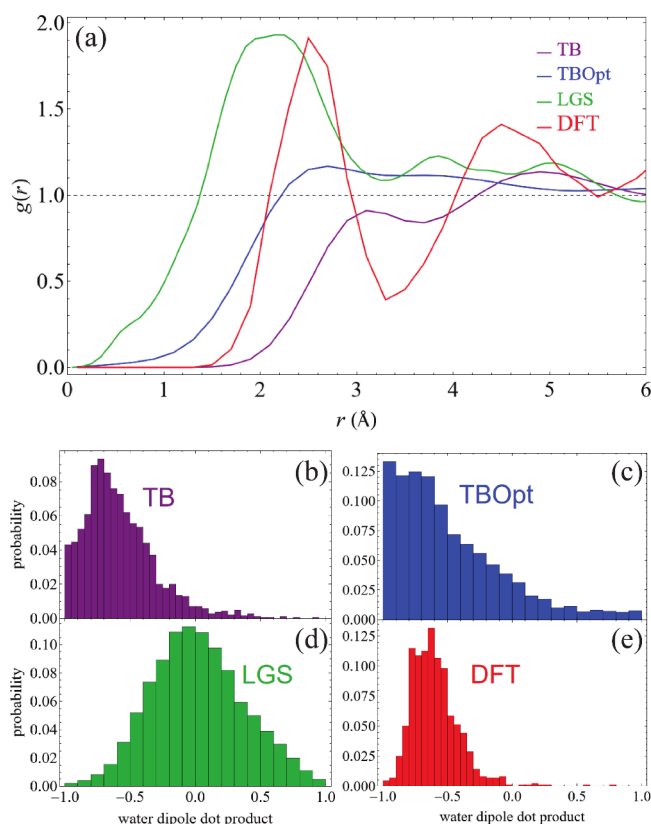 (a)
2.0
1.5
1.0
0.5
0.0
g(r)
TB
TBOpt
LGS
DFT
0 1 2 3 4 5 6
r (Å)
(b)
TB
0.08
0.06
0.04
0.02
0.00
probability
(c)
TBOpt
0.125
0.100
0.075
0.050
0.025
0.000
(d)
LGS
0.10
0.08
0.06
0.04
0.02
0.00
probability
-1.0 -0.5 0.0 0.5 1.0
water dipole dot product
(e)
DFT
0.125
0.100
0.075
0.050
0.025
0.000
-1.0 -0.5 0.0 0.5 1.0
water dipole dot product